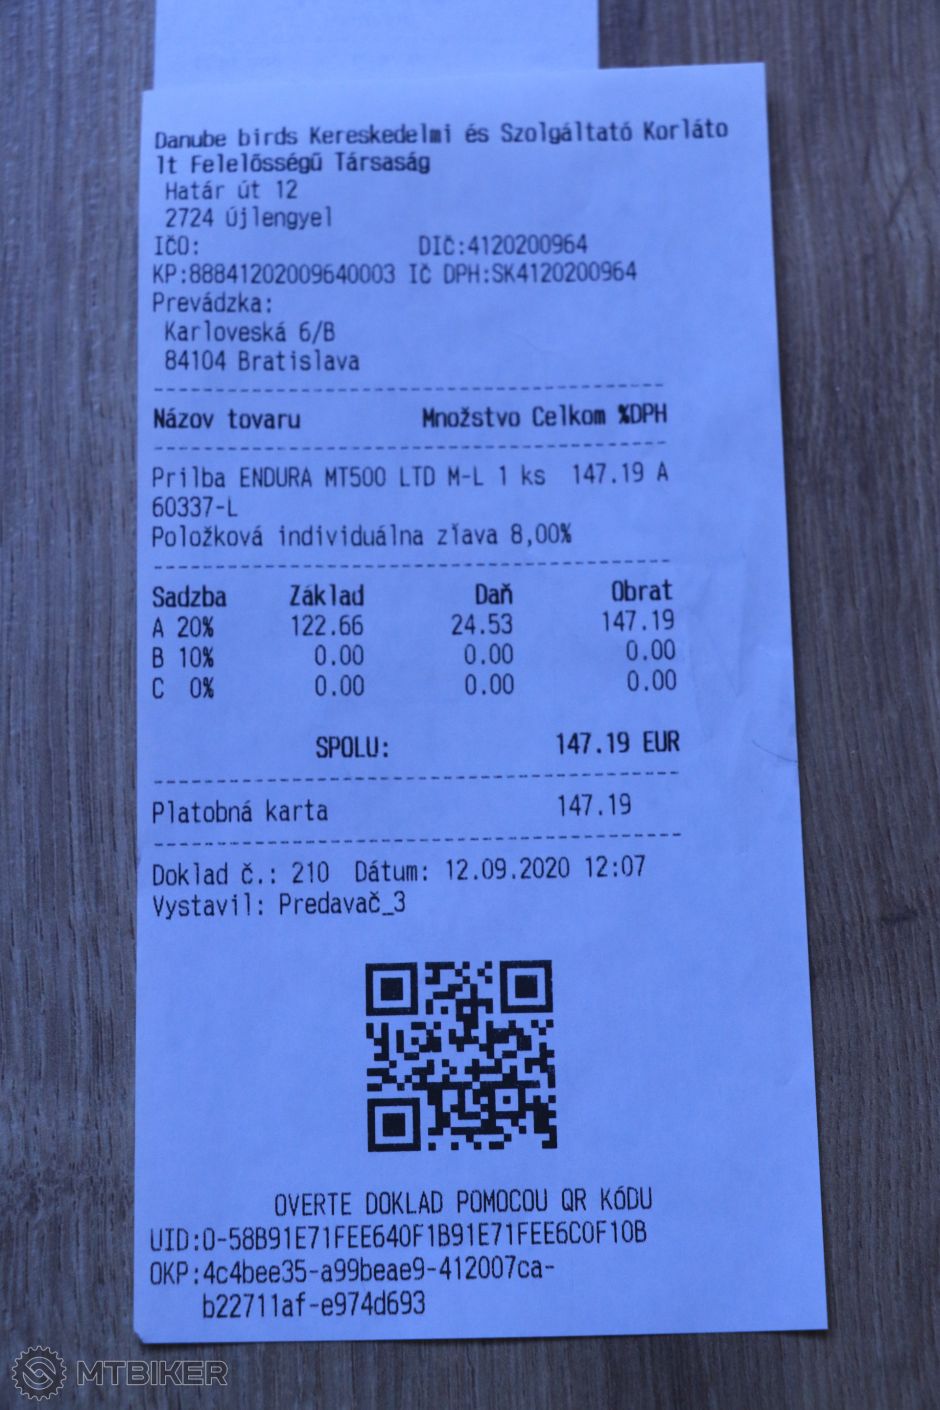 Danube birds Kereskedelmi és Szolgáltató Korláto
lt Felelősségű Társaság
Határ út 12
2724 Újlengyel
IČO: DIČ:4120200964
KP:88841202009640003 IČ DPH:SK4120200964
Prevádzka:
Karloveská 6/B
84104 Bratislava
Názov tovaru Množstvo Celkom %DPH
Prilba ENDURA MT500 LTD M-L 1 ks 147.19 A
60337-L
Položková individuálna zľava 8,00%
Sadzba Základ Daň Obrat
A 20% 122.66 24.53 147.19
B 10% 0.00 0.00 0.00
C 0% 0.00 0.00 0.00
SPOLU: 147.19 EUR
Platobná karta 147.19
Doklad č.: 210 Dátum: 12.09.2020 12:07
Vystavil: Predavač_3
OVERTE DOKLAD POMOCOU QR KÓDU
UID:O-58B91E71FEE640F1B91E71FEE6C0F10B
OKP:4c4bee35-a99beae9-412007ca-
b22711af-e974d693
MTBIKER